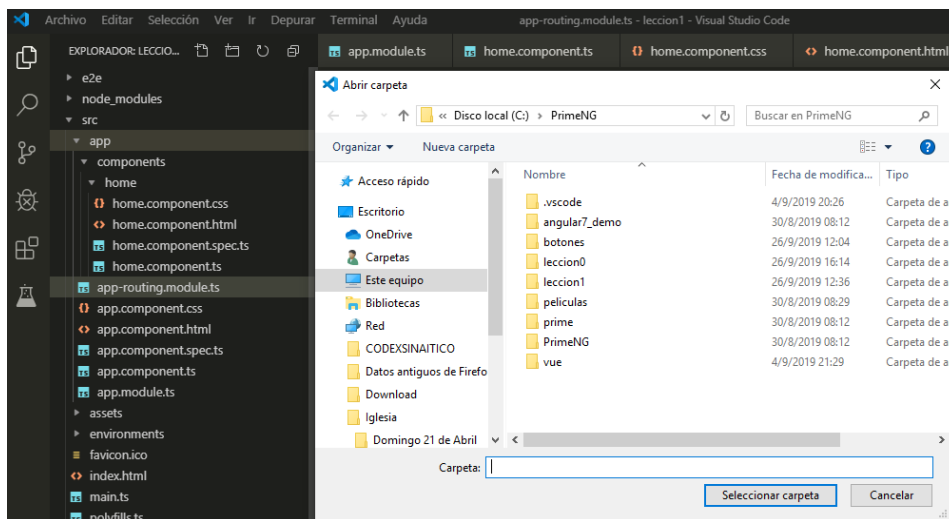 Archivo Editar Selección Ver Ir Depurar Terminal Ayuda app-routing.module.ts - leccion1 - Visual Studio Code
EXPLORADOR: LECCIO...
app.module.ts home.component.ts home.component.css home.component.html
e2e
node_modules
src
app
components
home
home.component.css
home.component.html
home.component.spec.ts
home.component.ts
app-routing.module.ts
app.component.css
app.component.html
app.component.spec.ts
app.component.ts
app.module.ts
assets
environments
favicon.ico
index.html
main.ts
polyfills.ts
Abrir carpeta
« Disco local (C:) > PrimeNG
Buscar en PrimeNG
Organizar Nueva carpeta
Acceso rápido
Escritorio
OneDrive
Carpetas
Este equipo
Bibliotecas
Red
CODEXSINAITICO
Datos antiguos de Firefo
Download
Iglesia
Domingo 21 de Abril
Nombre Fecha de modifica... Tipo
.vscode 4/9/2019 20:26 Carpeta de a
angular7_demo 30/8/2019 08:12 Carpeta de a
botones 26/9/2019 12:04 Carpeta de a
leccion0 26/9/2019 16:14 Carpeta de a
leccion1 26/9/2019 12:36 Carpeta de a
peliculas 30/8/2019 08:29 Carpeta de a
prime 30/8/2019 08:12 Carpeta de a
PrimeNG 30/8/2019 08:12 Carpeta de a
vue 4/9/2019 21:29 Carpeta de a
Carpeta:
Seleccionar carpeta Cancelar